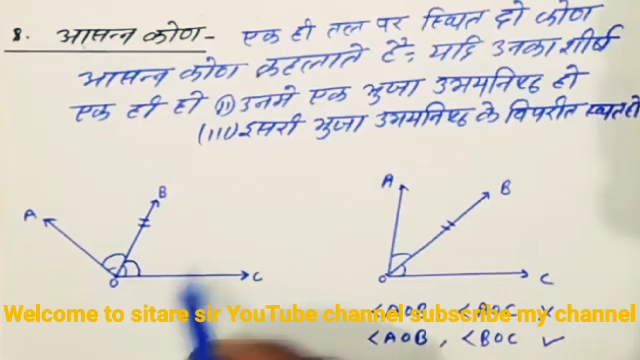 8. आसन्न कोण - एक ही तल पर स्थित दो कोण
आसन्न कोण कहलाते हैं, यदि उनका शीर्ष
एक ही हो (ii) उनमे एक भुजा उभयनिष्ठ हो
(iii) दूसरी भुजा उभयनिष्ठ के विपरीत स्थित हो
A B O C
A B O C
Welcome to sitare sir YouTube channel subscribe my channel
<AOB, <BOC ✓